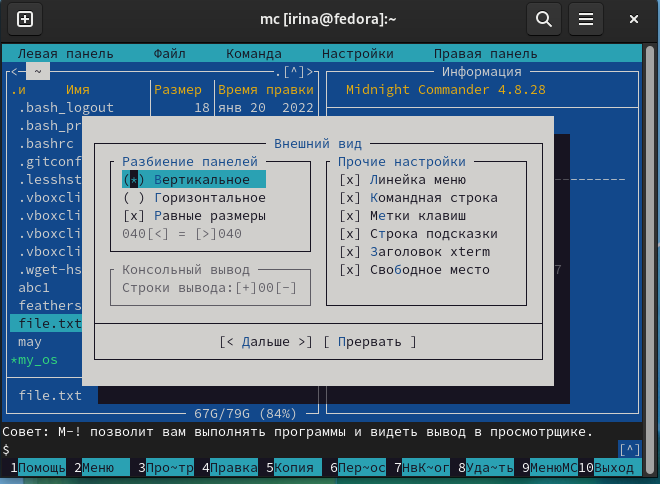 mc [irina@fedora]:~
Левая панель Файл Команда Настройки Правая панель
<─ ~ .[^]> Информация
.и Имя Размер Время правки Midnight Commander 4.8.28
.bash_logout 18 янв 20 2022
.bash_pr
Внешний вид
.bashrc Разбиение панелей Прочие настройки
.gitconf
.lesshst (*) Вертикальное [x] Линейка меню
.vboxcli ( ) Горизонтальное [x] Командная строка
.vboxcli [x] Равные размеры [x] Метки клавиш
.vboxcli 040[<] = [>]040 [x] Строка подсказки
.vboxcli [x] Заголовок xterm
.wget-hs Консольный вывод [x] Свободное место 7
abc1 Строки вывода:[+]00[-]
feathers
file.txt
may [< Дальше >] [ Прервать ]
*my_os
file.txt
67G/79G (84%)
Совет: M-! позволит вам выполнять программы и видеть вывод в просмотрщике.
$ [^]
1Помощь 2Меню 3Про~тр 4Правка 5Копия 6Пер~ос 7НвК~ог 8Уда~ть 9МенюMC 10Выход